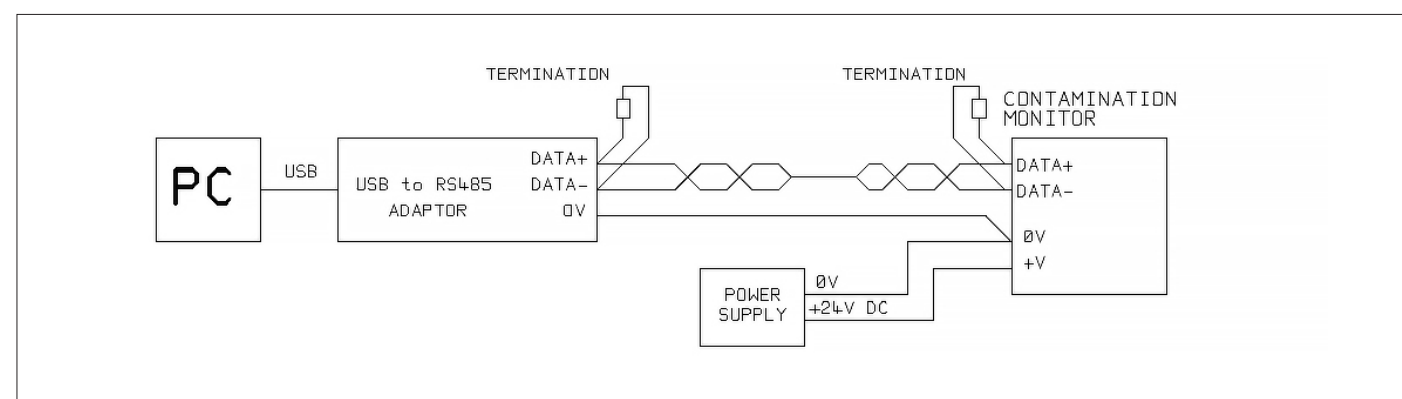 TERMINATION
TERMINATION
CONTAMINATION
MONITOR
PC
USB
USB to RS485
ADAPTOR
DATA+
DATA-
0V
DATA+
DATA-
0V
+V
POWER
SUPPLY
0V
+24V DC